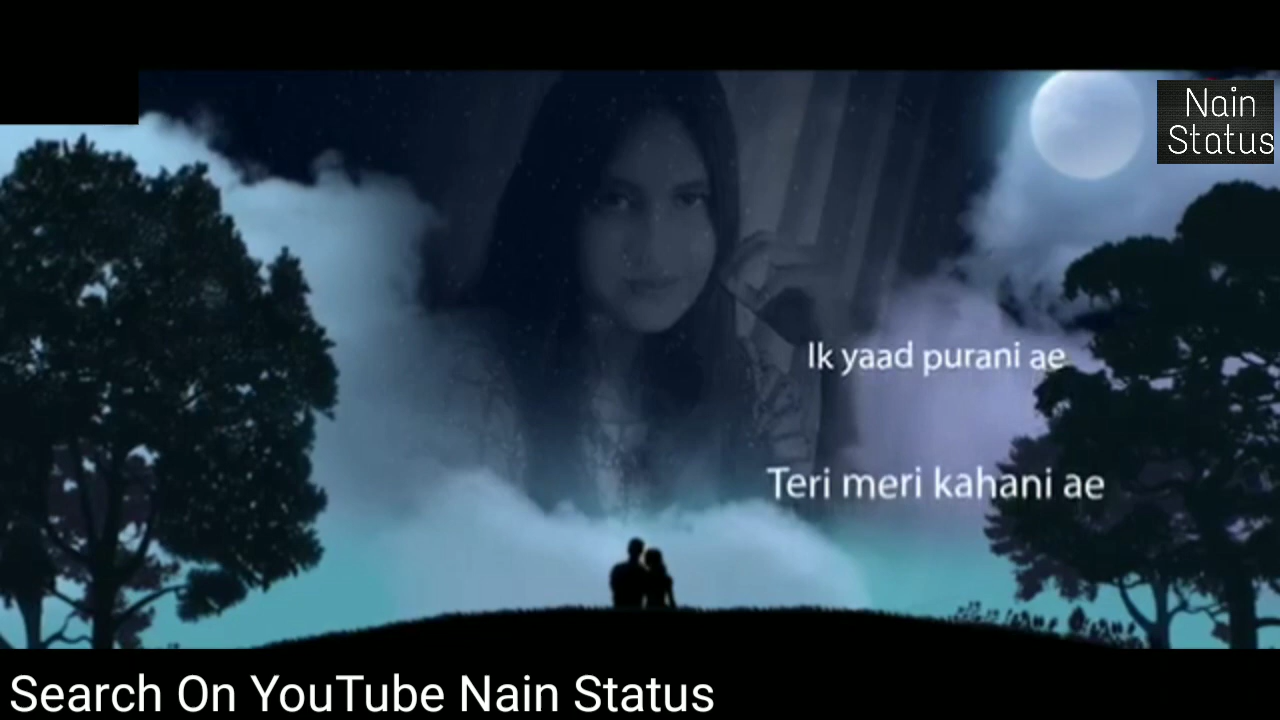 Nain
Status
Ik yaad purani ae
Teri meri kahani ae
Search On YouTube Nain Status